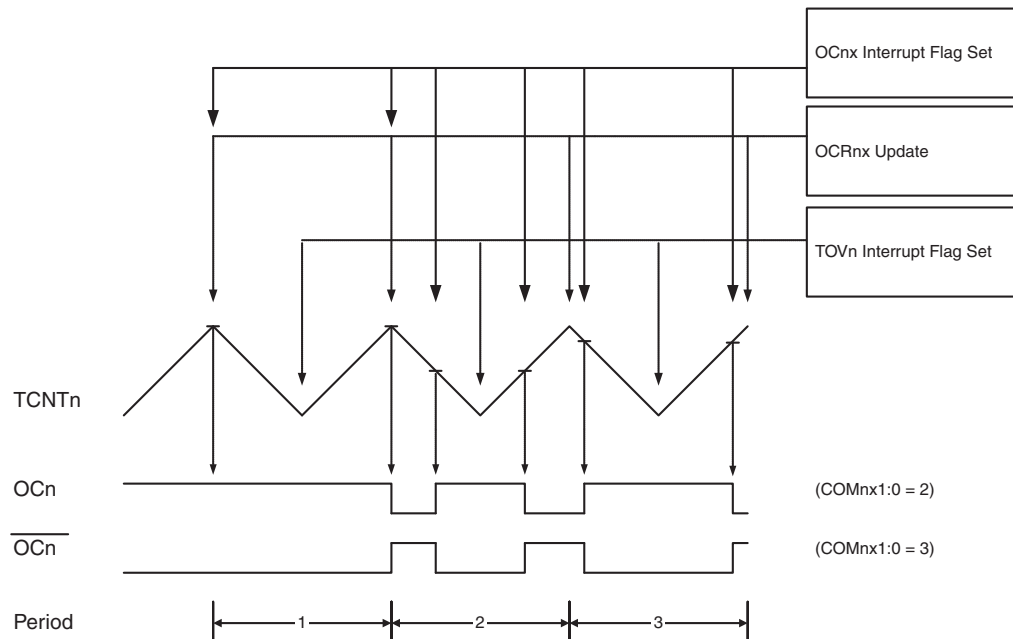 OCnx Interrupt Flag Set
OCRnx Update
TOVn Interrupt Flag Set
TCNTn
OCn
(COMnx1:0 = 2)
OCn
(COMnx1:0 = 3)
Period
1
2
3